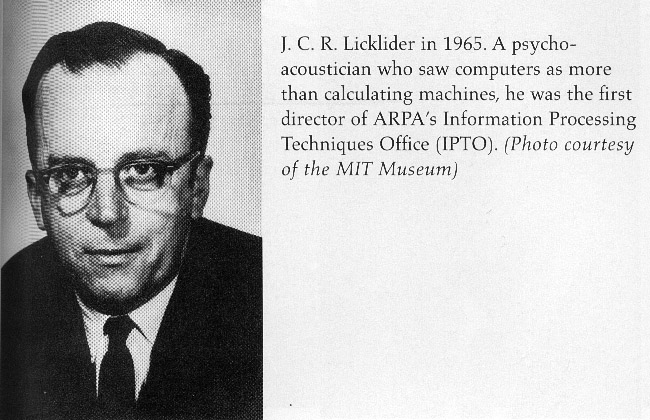 J. C. R. Licklider in 1965. A psycho-
acoustician who saw computers as more
than calculating machines, he was the first
director of ARPA's Information Processing
Techniques Office (IPTO). (Photo courtesy
of the MIT Museum)